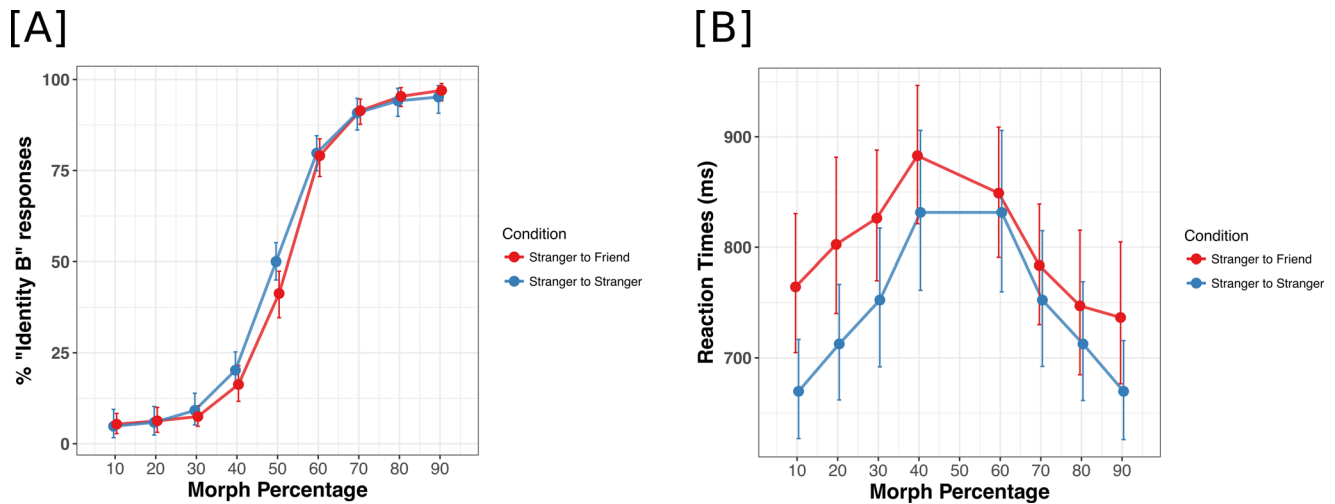 [A]
100
75
50
25
0
% "Identity B" responses
10 20 30 40 50 60 70 80 90
Morph Percentage
Condition
Stranger to Friend
Stranger to Stranger
[B]
900
800
700
Reaction Times (ms)
10 20 30 40 50 60 70 80 90
Morph Percentage
Condition
Stranger to Friend
Stranger to Stranger